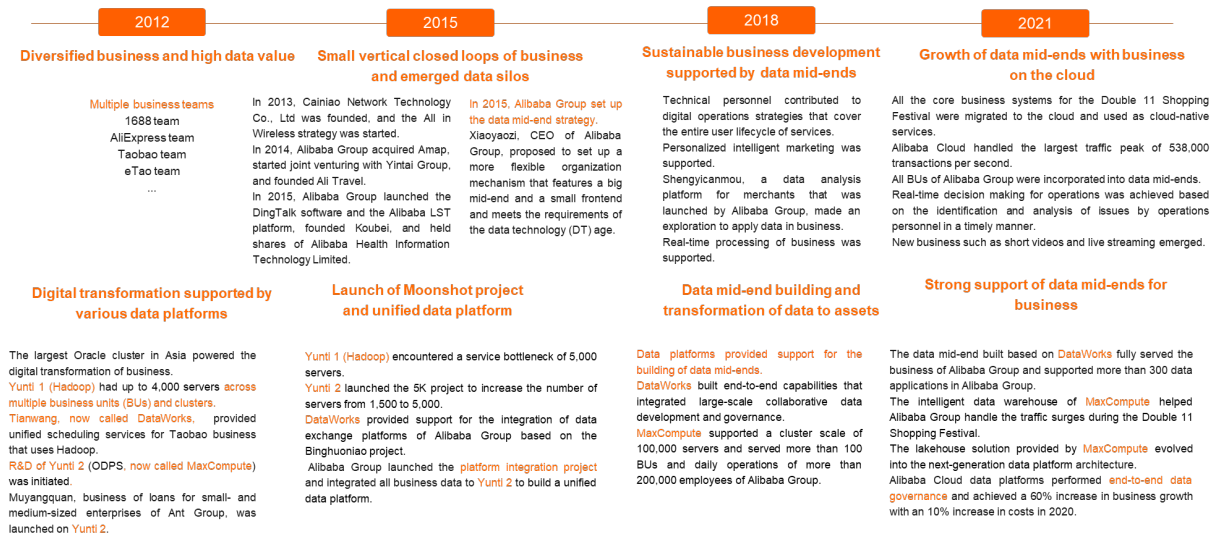 2012
2015
2018
2021
Diversified business and high data value
Multiple business teams
1688 team
AliExpress team
Taobao team
eTao team
...
Small vertical closed loops of business
and emerged data silos
In 2013, Cainiao Network Technology
Co., Ltd was founded, and the All in
Wireless strategy was started.
In 2014, Alibaba Group acquired Amap,
started joint venturing with Yintai Group,
and founded Ali Travel.
In 2015, Alibaba Group launched the
DingTalk software and the Alibaba LST
platform, founded Koubei, and held
shares of Alibaba Health Information
Technology Limited.
In 2015, Alibaba Group set up
the data mid-end strategy.
Xiaoyaozi, CEO of Alibaba
Group, proposed to set up a
more flexible organization
mechanism that features a big
mid-end and a small frontend
and meets the requirements of
the data technology (DT) age.
Sustainable business development
supported by data mid-ends
Technical personnel contributed to
digital operations strategies that cover
the entire user lifecycle of services.
Personalized intelligent marketing was
supported.
Shengyicanmou, a data analysis
platform for merchants that was
launched by Alibaba Group, made an
exploration to apply data in business.
Real-time processing of business was
supported.
Growth of data mid-ends with business
on the cloud
All the core business systems for the Double 11 Shopping
Festival were migrated to the cloud and used as cloud-native
services.
Alibaba Cloud handled the largest traffic peak of 538,000
transactions per second.
All BUs of Alibaba Group were incorporated into data mid-ends.
Real-time decision making for operations was achieved based
on the identification and analysis of issues by operations
personnel in a timely manner.
New business such as short videos and live streaming emerged.
Digital transformation supported by
various data platforms
The largest Oracle cluster in Asia powered the
digital transformation of business.
Yunti 1 (Hadoop) had up to 4,000 servers across
multiple business units (BUs) and clusters.
Tianwang, now called DataWorks, provided
unified scheduling services for Taobao business
that uses Hadoop.
R&D of Yunti 2 (ODPS, now called MaxCompute)
was initiated.
Muyangquan, business of loans for small- and
medium-sized enterprises of Ant Group, was
launched on Yunti 2.
Launch of Moonshot project
and unified data platform
Yunti 1 (Hadoop) encountered a service bottleneck of 5,000
servers.
Yunti 2 launched the 5K project to increase the number of
servers from 1,500 to 5,000.
DataWorks provided support for the integration of data
exchange platforms of Alibaba Group based on the
Binghuoniao project.
Alibaba Group launched the platform integration project
and integrated all business data to Yunti 2 to build a unified
data platform.
Data mid-end building and
transformation of data to assets
Data platforms provided support for the
building of data mid-ends.
DataWorks built end-to-end capabilities that
integrated large-scale collaborative data
development and governance.
MaxCompute supported a cluster scale of
100,000 servers and served more than 100
BUs and daily operations of more than
200,000 employees of Alibaba Group.
Strong support of data mid-ends for
business
The data mid-end built based on DataWorks fully served the
business of Alibaba Group and supported more than 300 data
applications in Alibaba Group.
The intelligent data warehouse of MaxCompute helped
Alibaba Group handle the traffic surges during the Double 11
Shopping Festival.
The lakehouse solution provided by MaxCompute evolved
into the next-generation data platform architecture.
Alibaba Cloud data platforms performed end-to-end data
governance and achieved a 60% increase in business growth
with an 10% increase in costs in 2020.